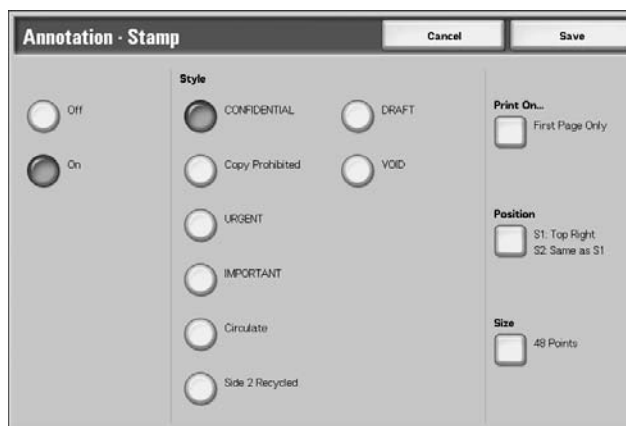 Annotation - Stamp
Cancel
Save
Off
On
Style
CONFIDENTIAL
Copy Prohibited
URGENT
IMPORTANT
Circulate
Side 2 Recycled
DRAFT
VOID
Print On...
First Page Only
Position
S1: Top Right
S2: Same as S1
Size
48 Points